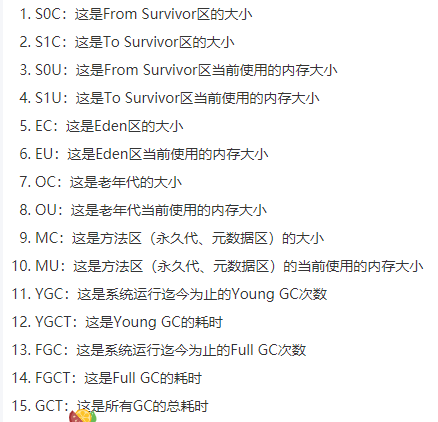 1. S0C：这是From Survivor区的大小
2. S1C：这是To Survivor区的大小
3. S0U：这是From Survivor区当前使用的内存大小
4. S1U：这是To Survivor区当前使用的内存大小
5. EC：这是Eden区的大小
6. EU：这是Eden区当前使用的内存大小
7. OC：这是老年代的大小
8. OU：这是老年代当前使用的内存大小
9. MC：这是方法区（永久代、元数据区）的大小
10. MU：这是方法区（永久代、元数据区）的当前使用的内存大小
11. YGC：这是系统运行迄今为止的Young GC次数
12. YGCT：这是Young GC的耗时
13. FGC：这是系统运行迄今为止的Full GC次数
14. FGCT：这是Full GC的耗时
15. GCT：这是所有GC的总耗时